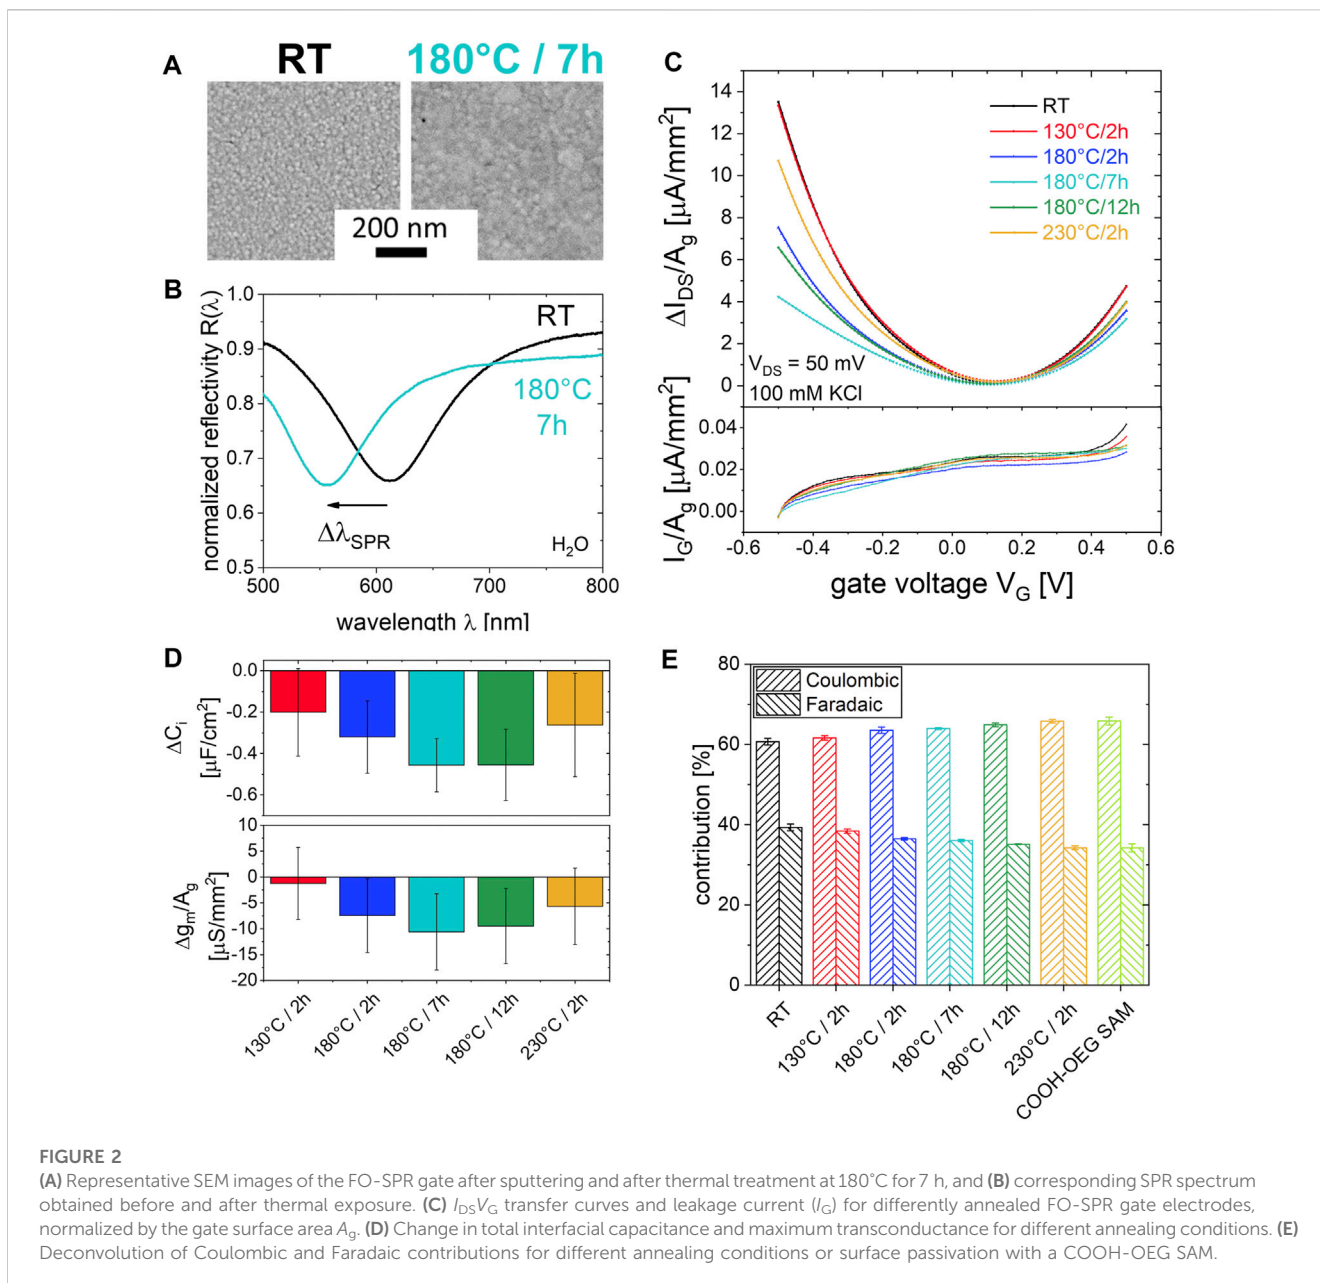 A
RT
180°C / 7h
200 nm
B
normalized reflectivity R(λ)
1.0
0.9
0.8
0.7
0.6
0.5
RT
180°C
7h
Δλ_SPR
H₂O
500
600
700
800
wavelength λ [nm]
C
ΔI_DS/A_g [µA/mm²]
14
12
10
8
6
4
2
0
RT
130°C/2h
180°C/2h
180°C/7h
180°C/12h
230°C/2h
V_DS = 50 mV
100 mM KCl
I_G/A_g [µA/mm²]
0.04
0.02
0.00
-0.6
-0.4
-0.2
0.0
0.2
0.4
0.6
gate voltage V_G [V]
D
ΔC_i
[µF/cm²]
0.0
-0.2
-0.4
-0.6
Δg_m/A_g
[µS/mm²]
10
5
0
-5
-10
-15
-20
130°C / 2h
180°C / 2h
180°C / 7h
180°C / 12h
230°C / 2h
E
contribution [%]
80
60
40
20
0
Coulombic
Faradaic
RT
130°C / 2h
180°C / 2h
180°C / 7h
180°C / 12h
230°C / 2h
COOH-OEG SAM
FIGURE 2
(A) Representative SEM images of the FO-SPR gate after sputtering and after thermal treatment at 180°C for 7 h, and (B) corresponding SPR spectrum
obtained before and after thermal exposure. (C) I_DSV_G transfer curves and leakage current (I_G) for differently annealed FO-SPR gate electrodes,
normalized by the gate surface area A_g. (D) Change in total interfacial capacitance and maximum transconductance for different annealing conditions. (E)
Deconvolution of Coulombic and Faradaic contributions for different annealing conditions or surface passivation with a COOH-OEG SAM.